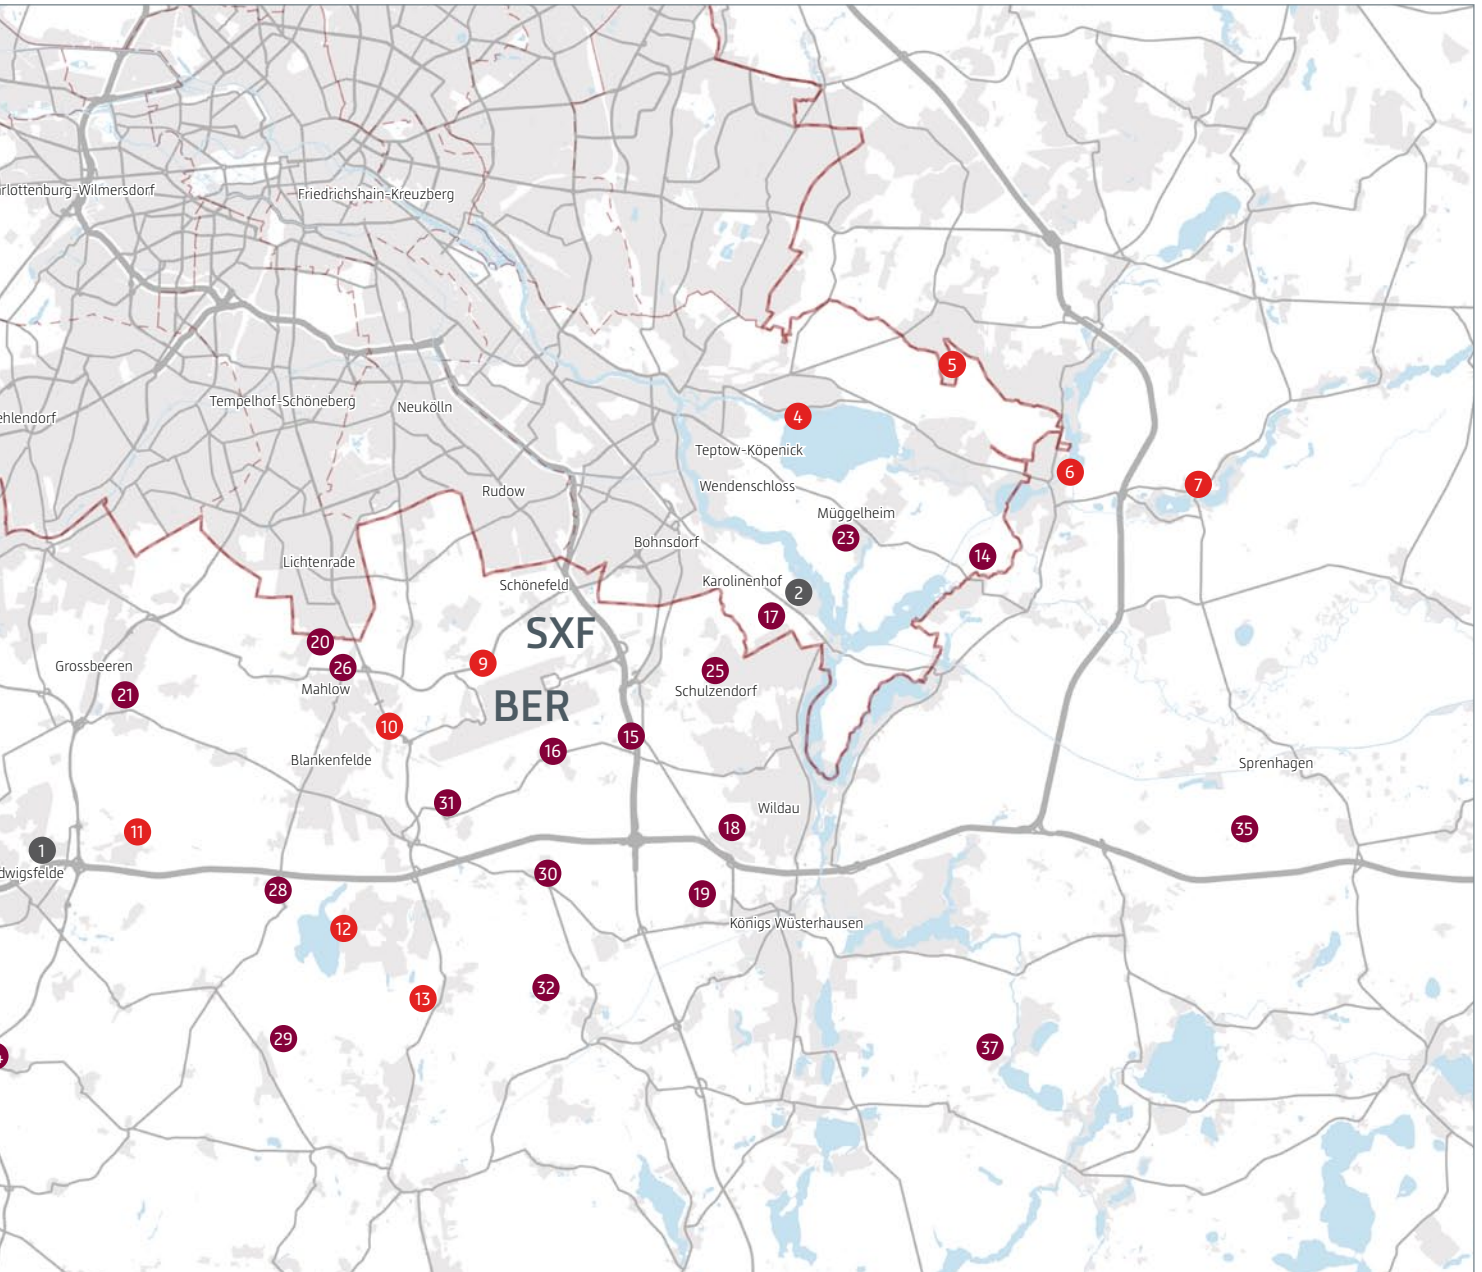 rlottenburg-Wilmersdorf
Friedrichshain-Kreuzberg
5
Tempelhof-Schöneberg
Neukölln
ehlendorf
4
Teptow-Köpenick
6
7
Rudow
Wendenschloss
Müggelheim
23
Bohnsdorf
14
Lichtenrade
Schönefeld
Karolinenhof
2
17
SXF
20
26
9
Grossbeeren
21
Mahlow
25
Schulzendorf
BER
10
15
16
Blankenfelde
Sprenhagen
31
Wildau
18
35
11
1
dwigsfelde
30
28
19
12
Königs Wüsterhausen
32
13
29
37